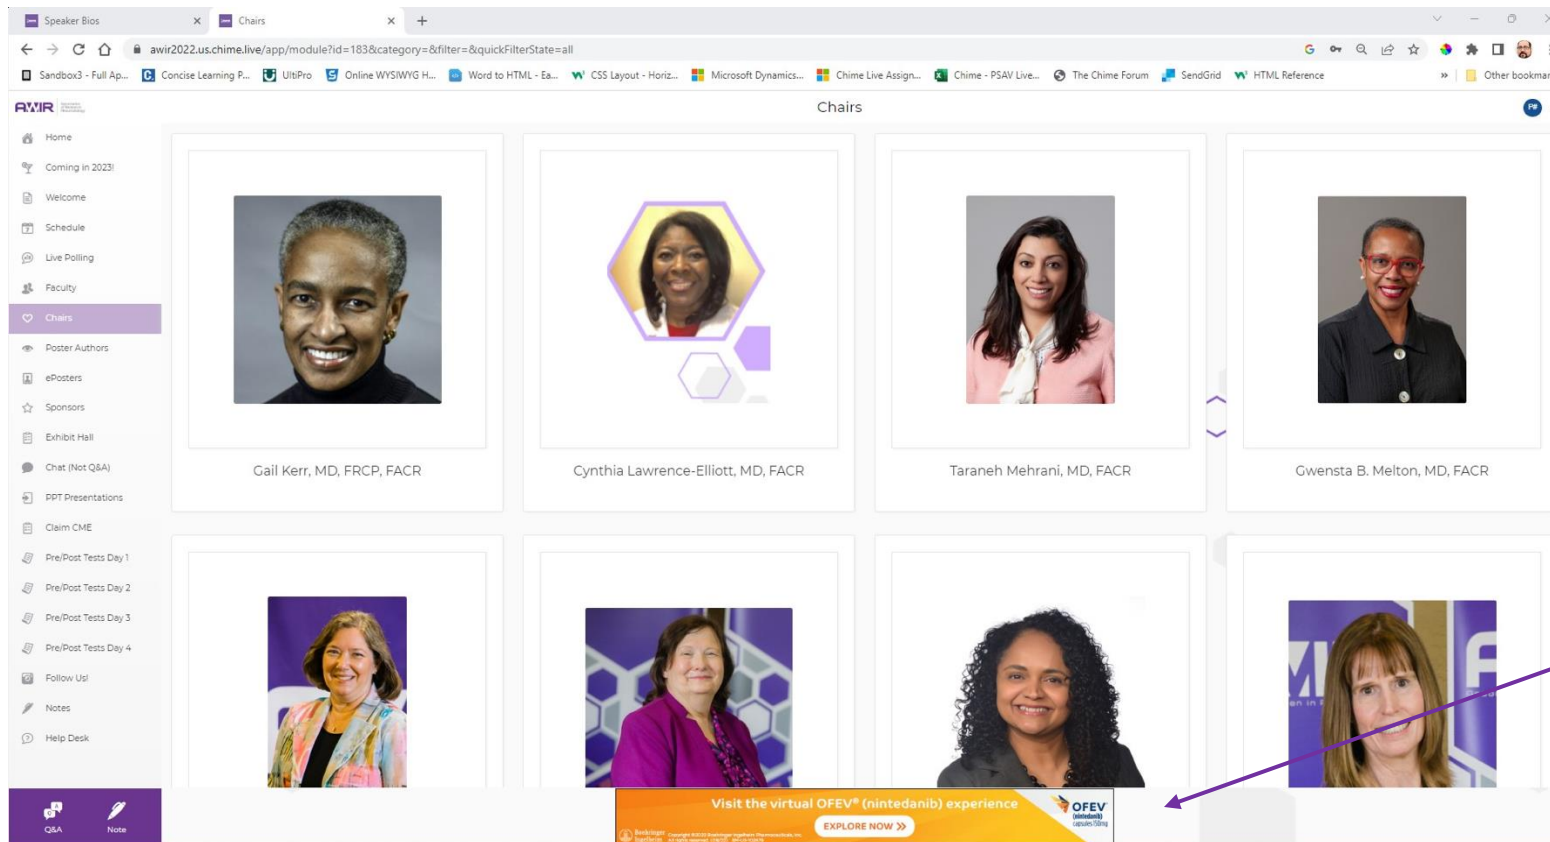 Speaker Bios
Chairs
awir2022.us.chime.live/app/module?id=183&category=&filter=&quickFilterState=all
Sandbox3 - Full Ap... Concise Learning P... UltiPro Online WYSIWYG H... Word to HTML - Ea... CSS Layout - Horiz... Microsoft Dynamics... Chime Live Assign... Chime - PSAV Live... The Chime Forum SendGrid HTML Reference » Other bookmar
AWIR
Chairs
P#
Home
Coming in 2023!
Welcome
Schedule
Live Polling
Faculty
Chairs
Poster Authors
ePosters
Sponsors
Exhibit Hall
Chat (Not Q&A)
PPT Presentations
Claim CME
Pre/Post Tests Day 1
Pre/Post Tests Day 2
Pre/Post Tests Day 3
Pre/Post Tests Day 4
Follow Us!
Notes
Help Desk
Q&A
Note
Gail Kerr, MD, FRCP, FACR
Cynthia Lawrence-Elliott, MD, FACR
Taraneh Mehrani, MD, FACR
Gwensta B. Melton, MD, FACR
Visit the virtual OFEV® (nintedanib) experience
EXPLORE NOW »
Boehringer
Ingelheim
OFEV
(nintedanib)
capsules 150mg